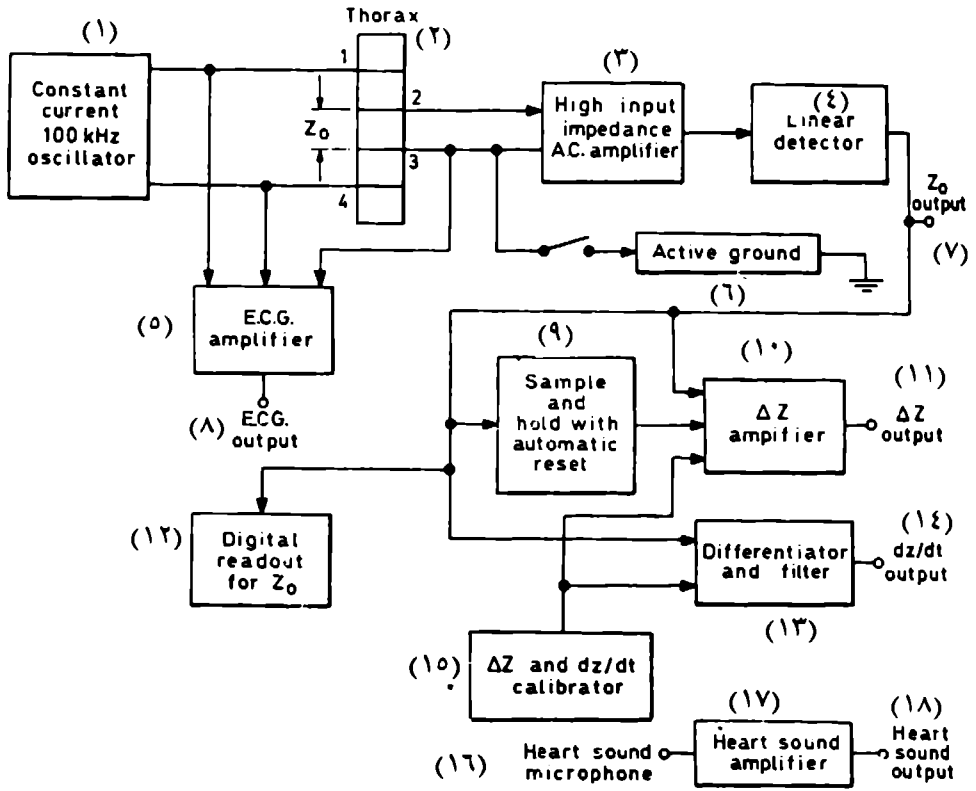 Thorax
(١)
(٢)
Constant
current
100 kHz
oscillator
1
2
3
4
Z₀
(٣)
High input
impedance
A.C. amplifier
(٤)
Linear
detector
Z₀
output
(٧)
Active ground
(٦)
(٥)
E.C.G.
amplifier
(٨)
E.C.G.
output
(٩)
Sample
and
hold with
automatic
reset
(١٠)
ΔZ
ampifier
(١١)
ΔZ
output
(١٢)
Digital
readout
for Z₀
Differentiator
and filter
(١٣)
(١٤)
dz/dt
output
(١٥)
ΔZ and dz/dt
calibrator
(١٦)
Heart sound
microphone
(١٧)
Heart sound
amplifier
(١٨)
Heart
sound
output